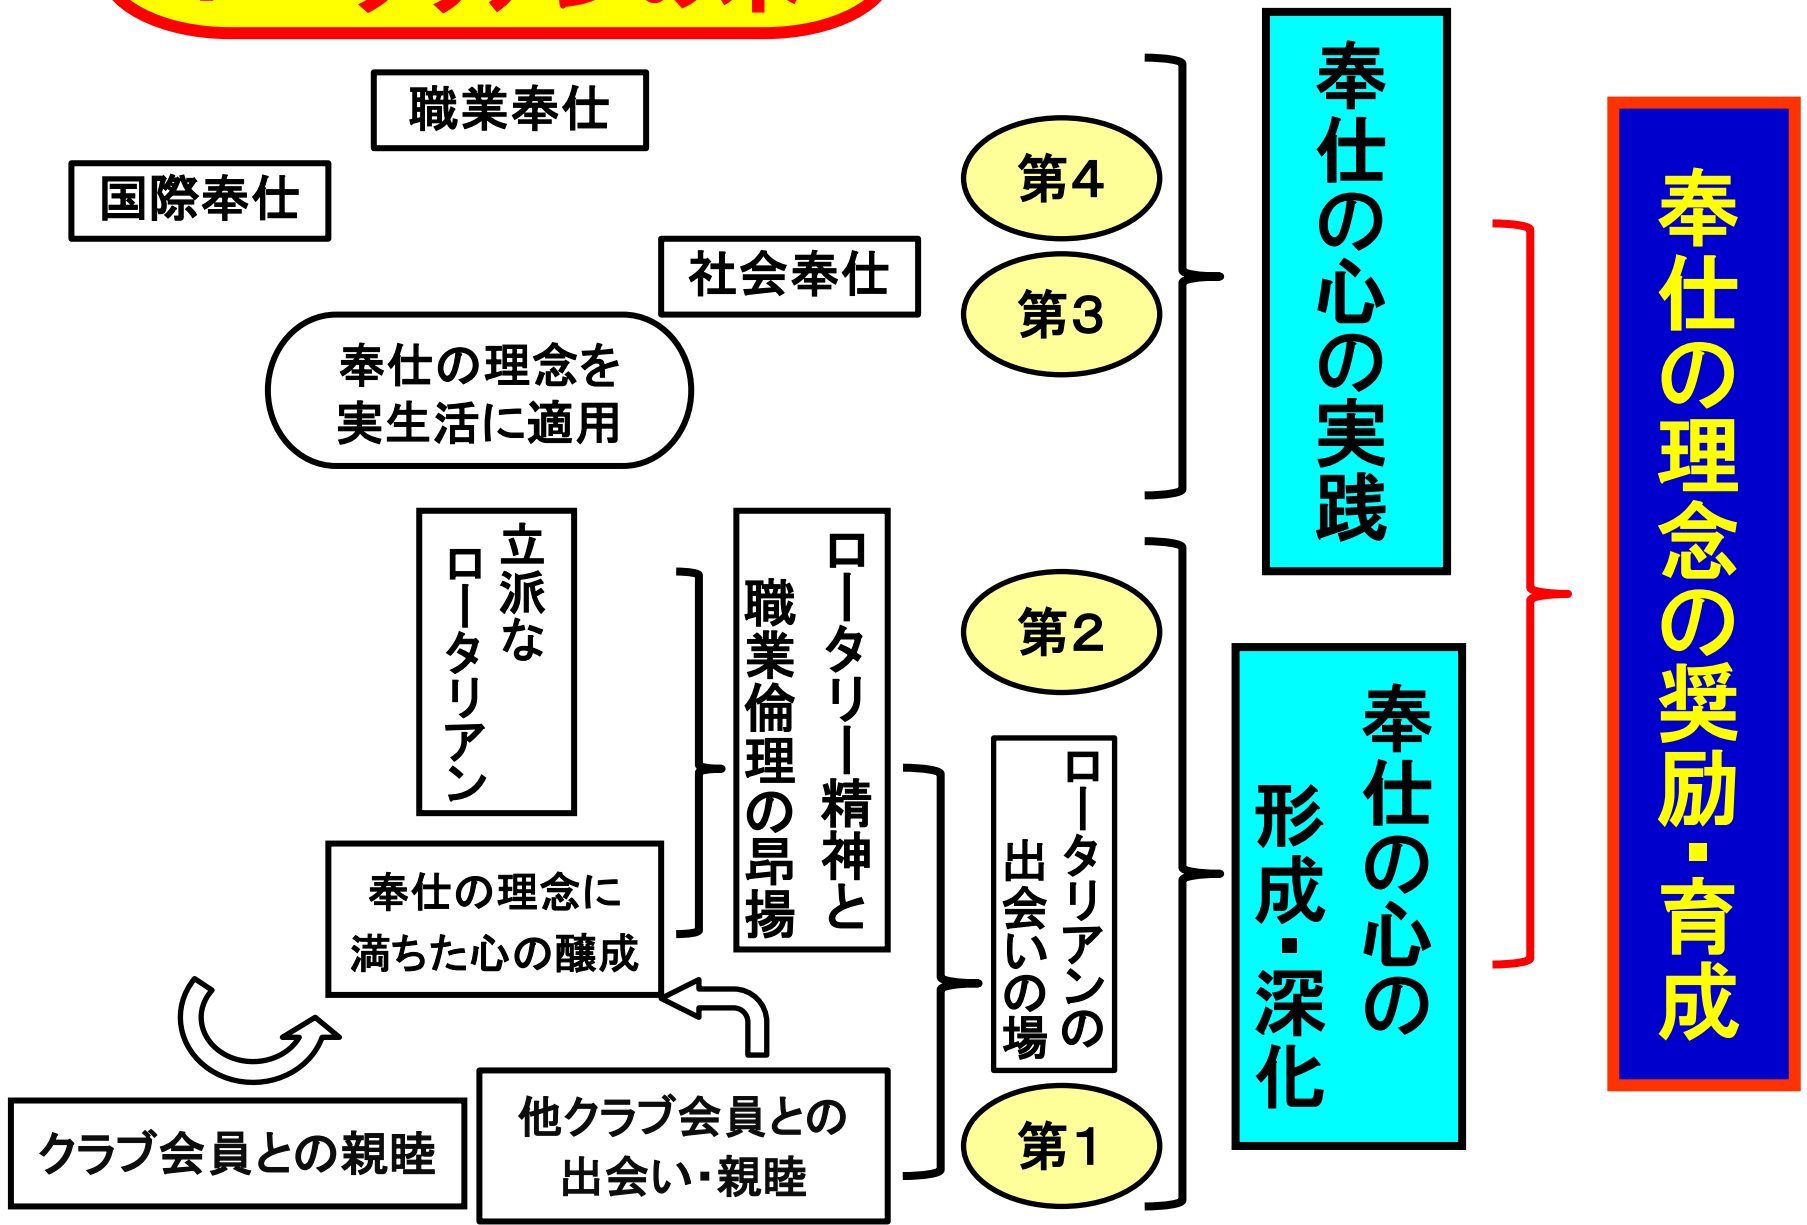 職業奉仕
国際奉仕
社会奉仕
奉仕の理念を
実生活に適用
立派な
ロータリアン
ロータリー精神と
職業倫理の昂揚
奉仕の理念に
満ちた心の醸成
クラブ会員との親睦
他クラブ会員との
出会い・親睦
第4
第3
第2
ロータリアンの
出会いの場
第1
奉仕の心の実践
奉仕の心の
形成・深化
奉仕の理念の奨励・育成